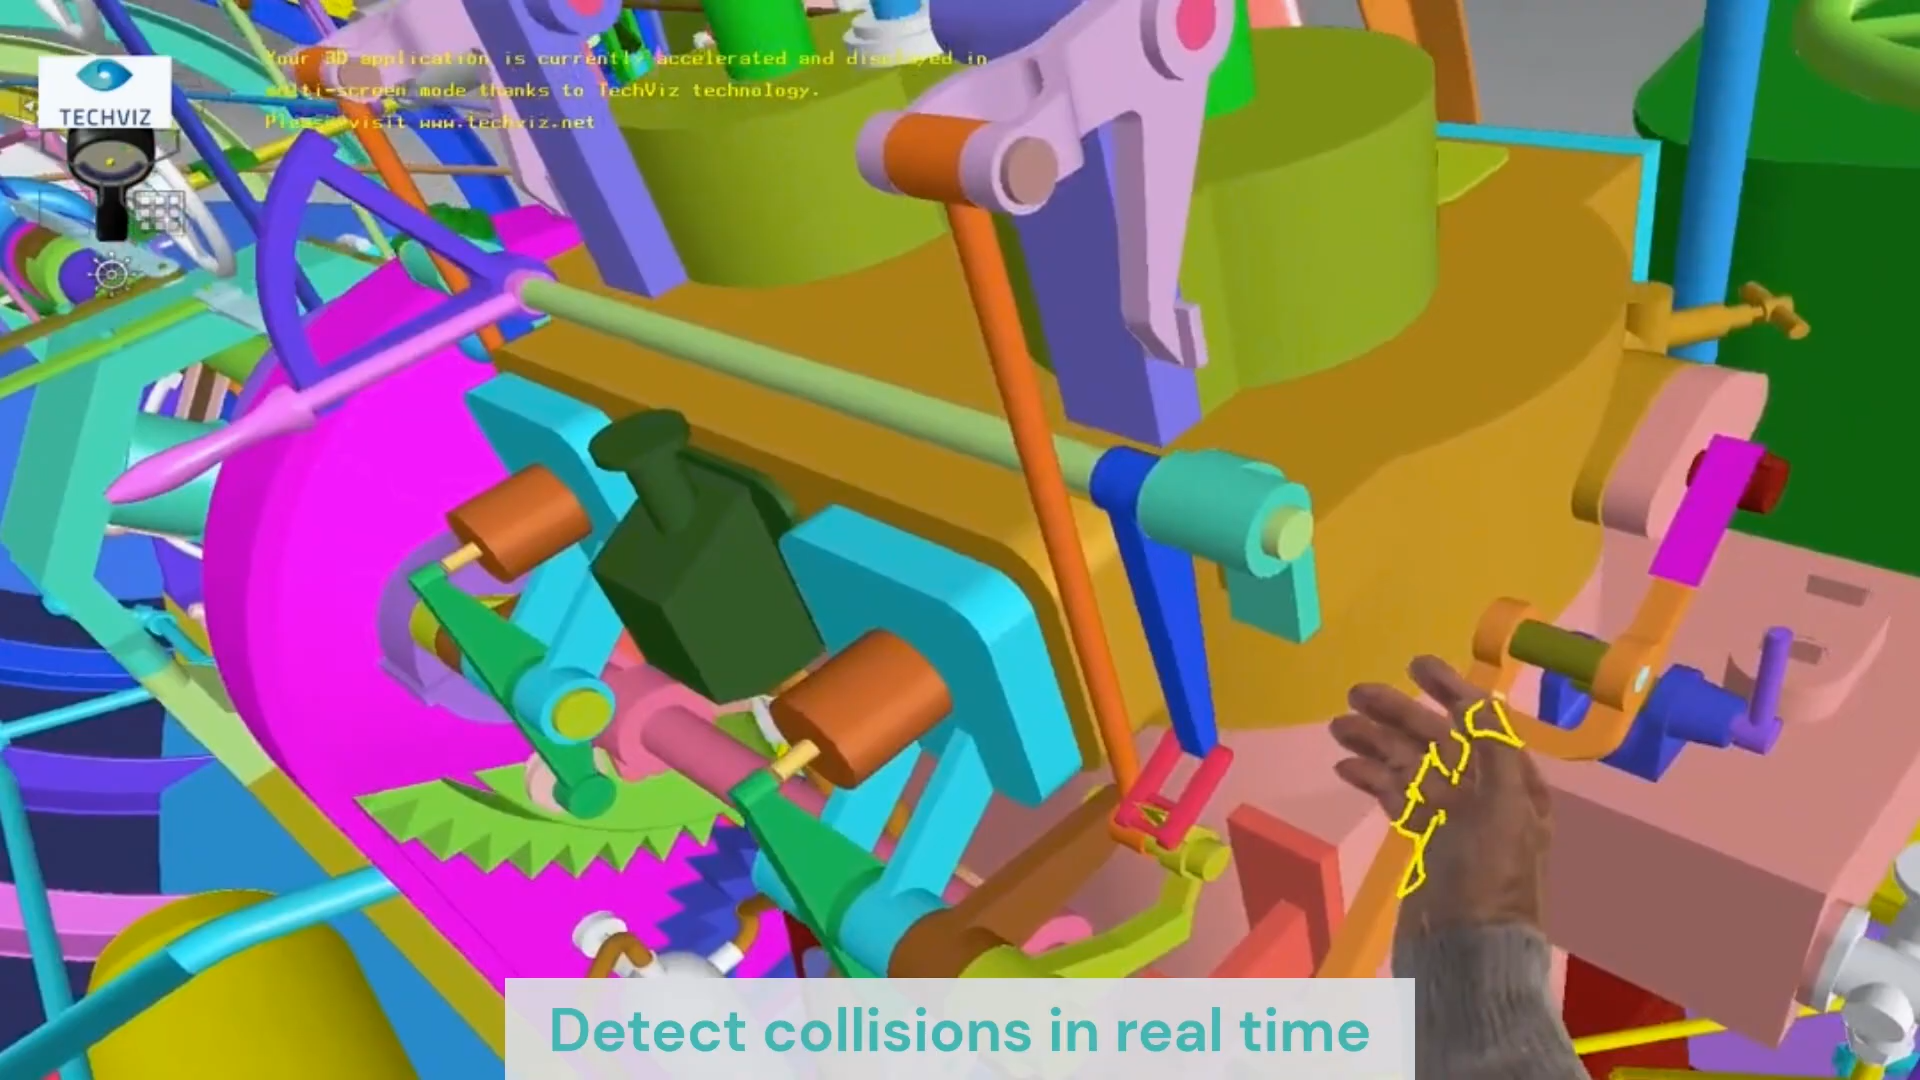 Your 3D application is currently accelerated and displayed in
multi-screen mode thanks to TechViz technology.
Please visit www.techviz.net
TECHVIZ
Detect collisions in real time